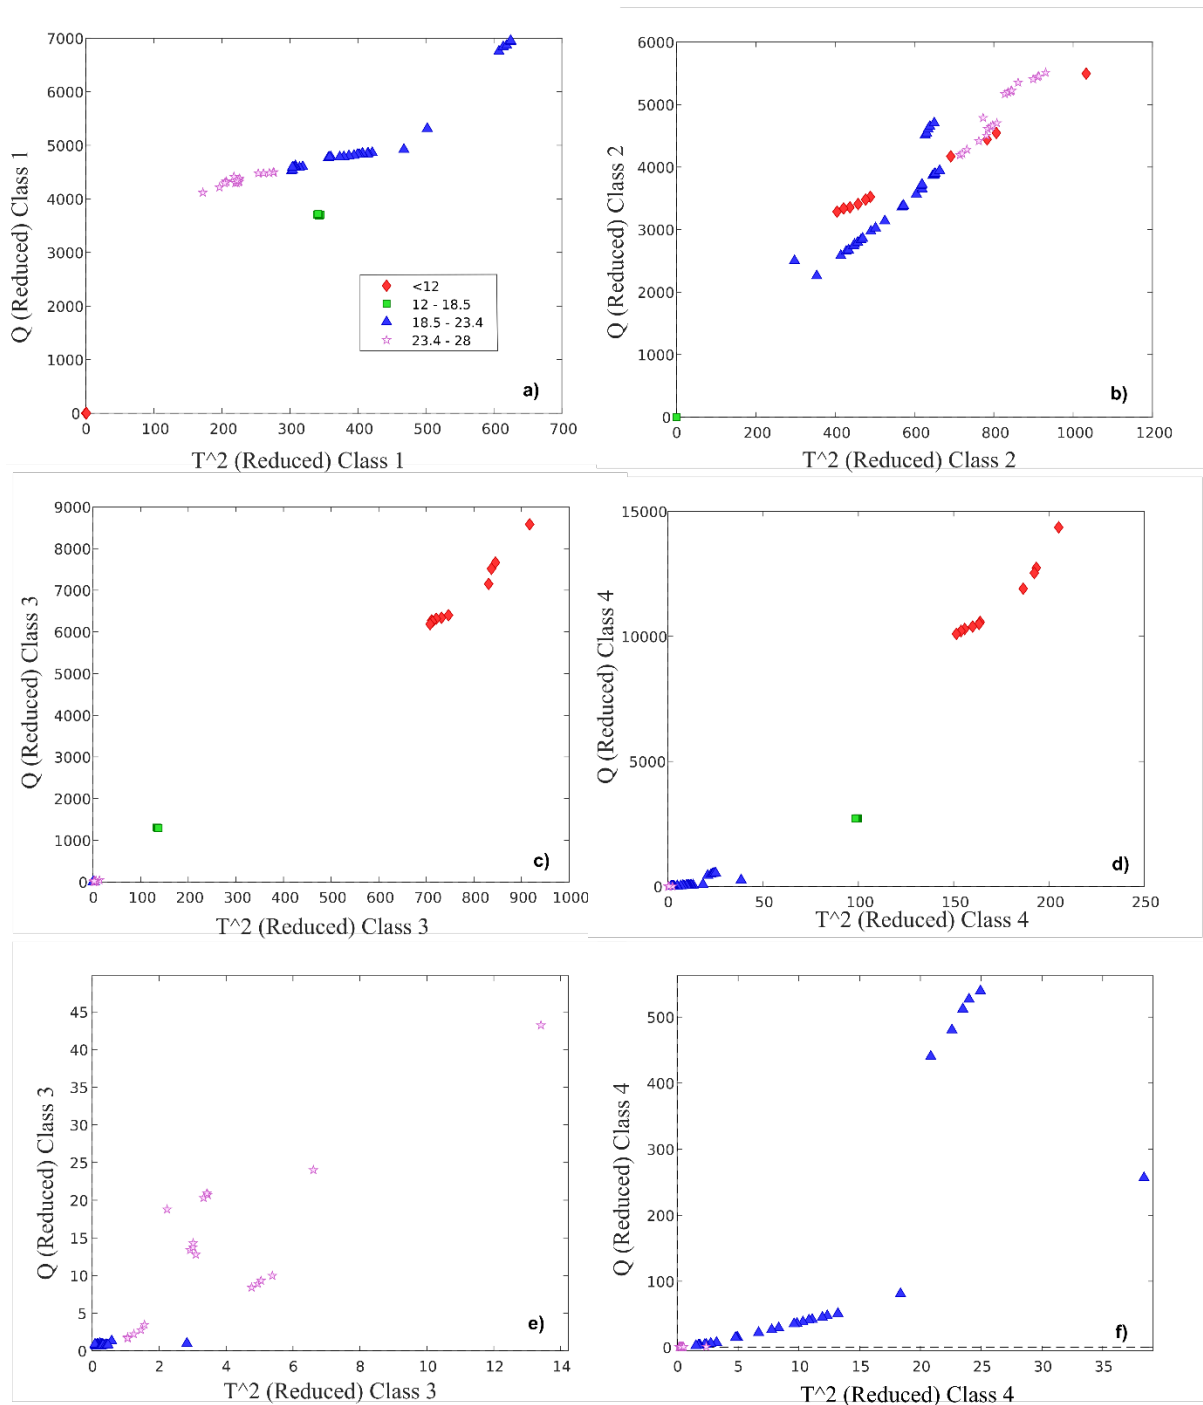 7000
6000
5000
4000
3000
2000
1000
0
0 100 200 300 400 500 600 700
Q (Reduced) Class 1
T^2 (Reduced) Class 1
<12
12 - 18.5
18.5 - 23.4
23.4 - 28
a)
6000
5000
4000
3000
2000
1000
0
0 200 400 600 800 1000 1200
Q (Reduced) Class 2
T^2 (Reduced) Class 2
b)
9000
8000
7000
6000
5000
4000
3000
2000
1000
0
0 100 200 300 400 500 600 700 800 900 1000
Q (Reduced) Class 3
T^2 (Reduced) Class 3
c)
15000
10000
5000
0
0 50 100 150 200 250
Q (Reduced) Class 4
T^2 (Reduced) Class 4
d)
45
40
35
30
25
20
15
10
5
0
0 2 4 6 8 10 12 14
Q (Reduced) Class 3
T^2 (Reduced) Class 3
e)
500
400
300
200
100
0
0 5 10 15 20 25 30 35
Q (Reduced) Class 4
T^2 (Reduced) Class 4
f)